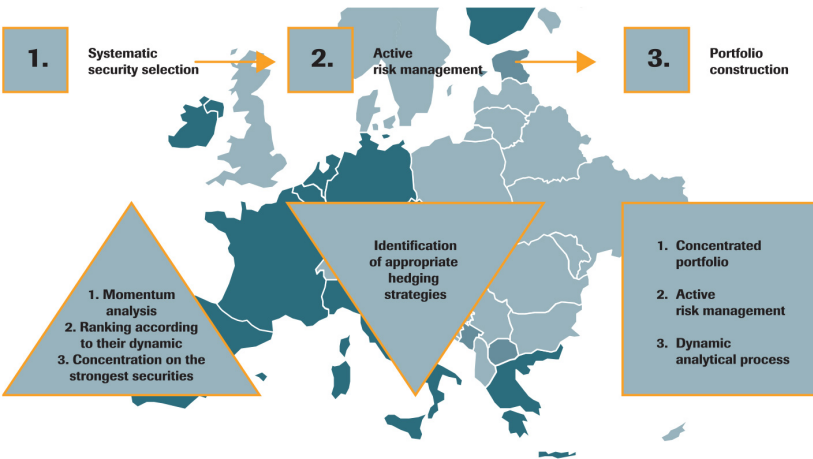 1.
Systematic
security selection
2.
Active
risk management
3.
Portfolio
construction
1. Momentum
analysis
2. Ranking according
to their dynamic
3. Concentration on the
strongest securities
Identification
of appropriate
hedging
strategies
1. Concentrated
portfolio
2. Active
risk management
3. Dynamic
analytical process